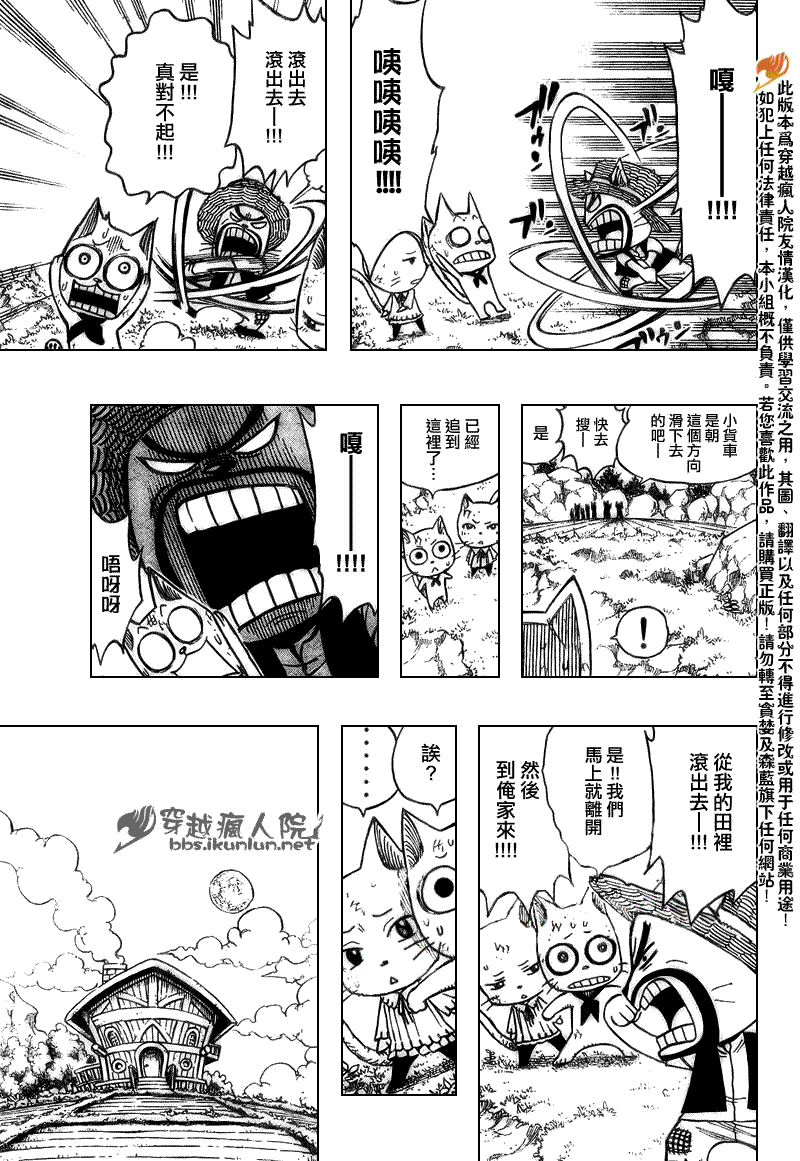 嘎——!!!!
咦咦咦咦!!!!
滾出去
滾出去—!!!
是!!!
真對不起!!!
小貨車
是朝
這個方向
滑下去
的吧—
快去
搜—
是
!
已經
追到
這裡了…
嘎——!!!!
唔呀呀
從我的田裡
滾出去—!!!
是!!我們
馬上就離開
然後
到俺家來!!!!
誒?
……
穿越瘋人院
bbs.ikunlun.net
此版本爲穿越瘋人院友情漢化，僅供學習交流之用，其圖、翻譯以及任何部分不得進行修改或用于任何商業用途！
如犯上任何法律責任，本小組概不負責。若您喜歡此作品，請購買正版！請勿轉至貪婪及森藍旗下任何網站！